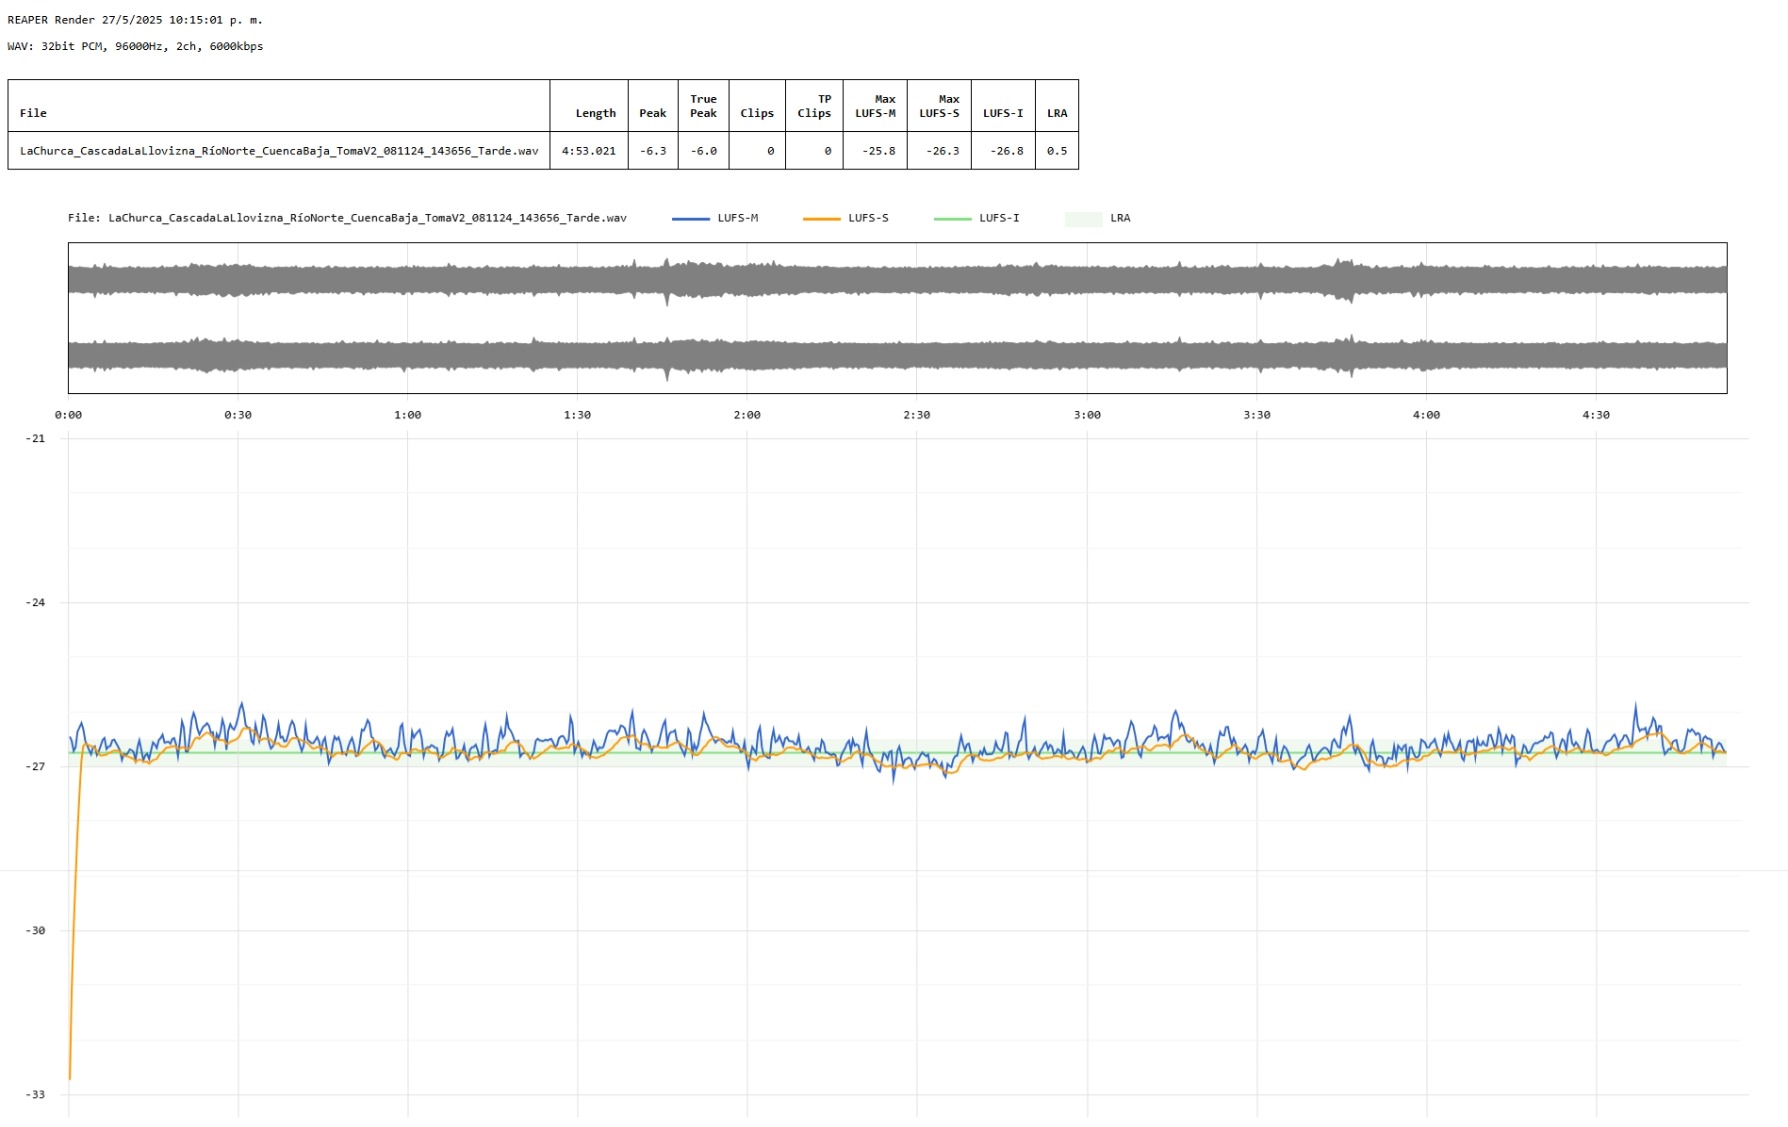 REAPER Render 27/5/2025 10:15:01 p. m.
WAV: 32bit PCM, 96000Hz, 2ch, 6000kbps
File Length Peak True Peak Clips TP Clips Max LUFS-M Max LUFS-S LUFS-I LRA
LaChurca_CascadaLaLlovizna_RíoNorte_CuencaBaja_TomaV2_081124_143656_Tarde.wav 4:53.021 -6.3 -6.0 0 0 -25.8 -26.3 -26.8 0.5
File: LaChurca_CascadaLaLlovizna_RíoNorte_CuencaBaja_TomaV2_081124_143656_Tarde.wav LUFS-M LUFS-S LUFS-I LRA
0:00 0:30 1:00 1:30 2:00 2:30 3:00 3:30 4:00 4:30
-21
-24
-27
-30
-33